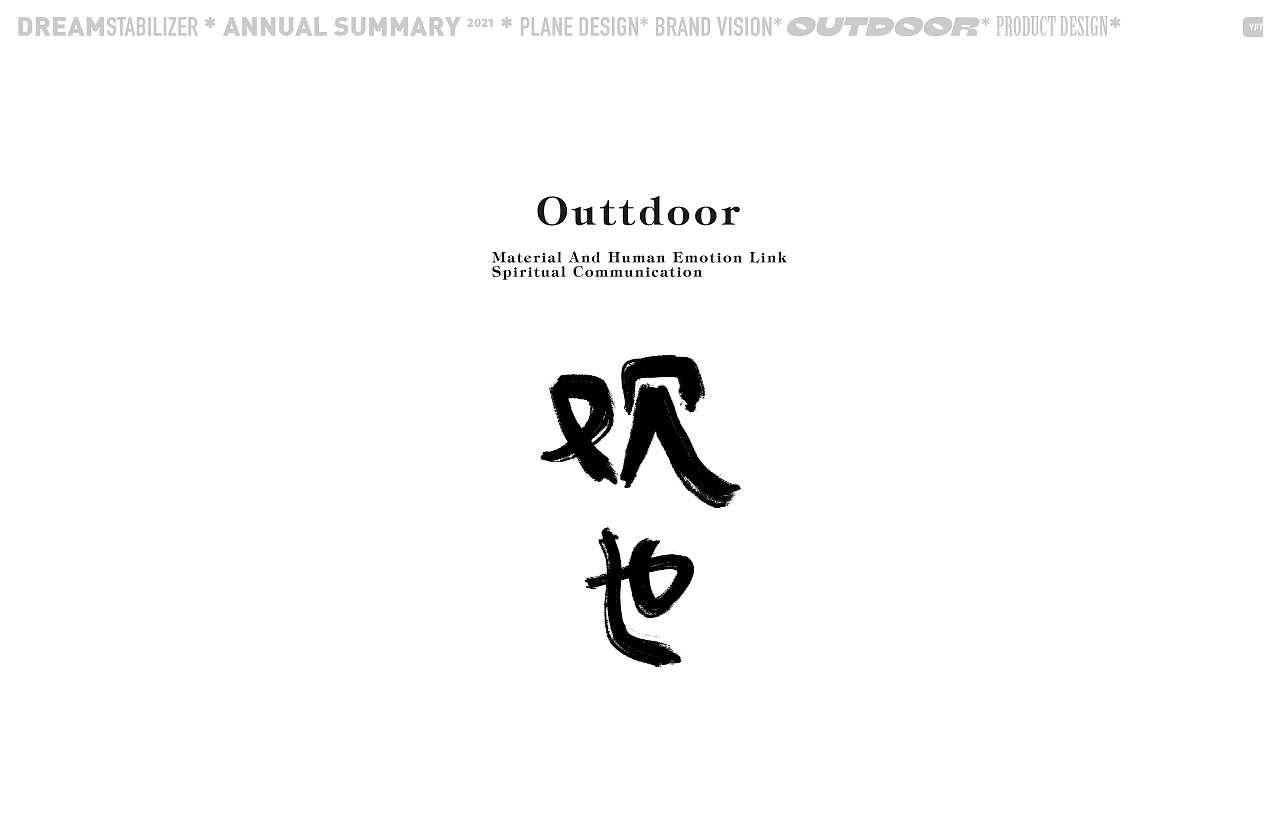 DREAMSTABILIZER * ANNUAL SUMMARY 2021 * PLANE DESIGN* BRAND VISION* OUTDOOR* PRODUCT DESIGN*
Outtdoor
Material And Human Emotion Link
Spiritual Communication
欢
也